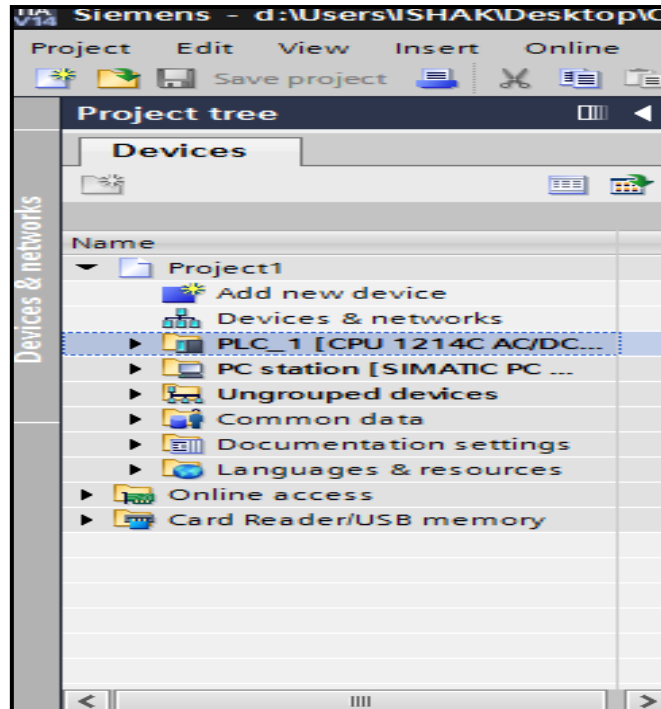 TIA
V14
Siemens - d:\Users\ISHAK\Desktop\
Project Edit View Insert Online
Save project
Project tree
Devices
Devices & networks
Name
Project1
Add new device
Devices & networks
PLC_1 [CPU 1214C AC/DC...
PC station [SIMATIC PC ...
Ungrouped devices
Common data
Documentation settings
Languages & resources
Online access
Card Reader/USB memory